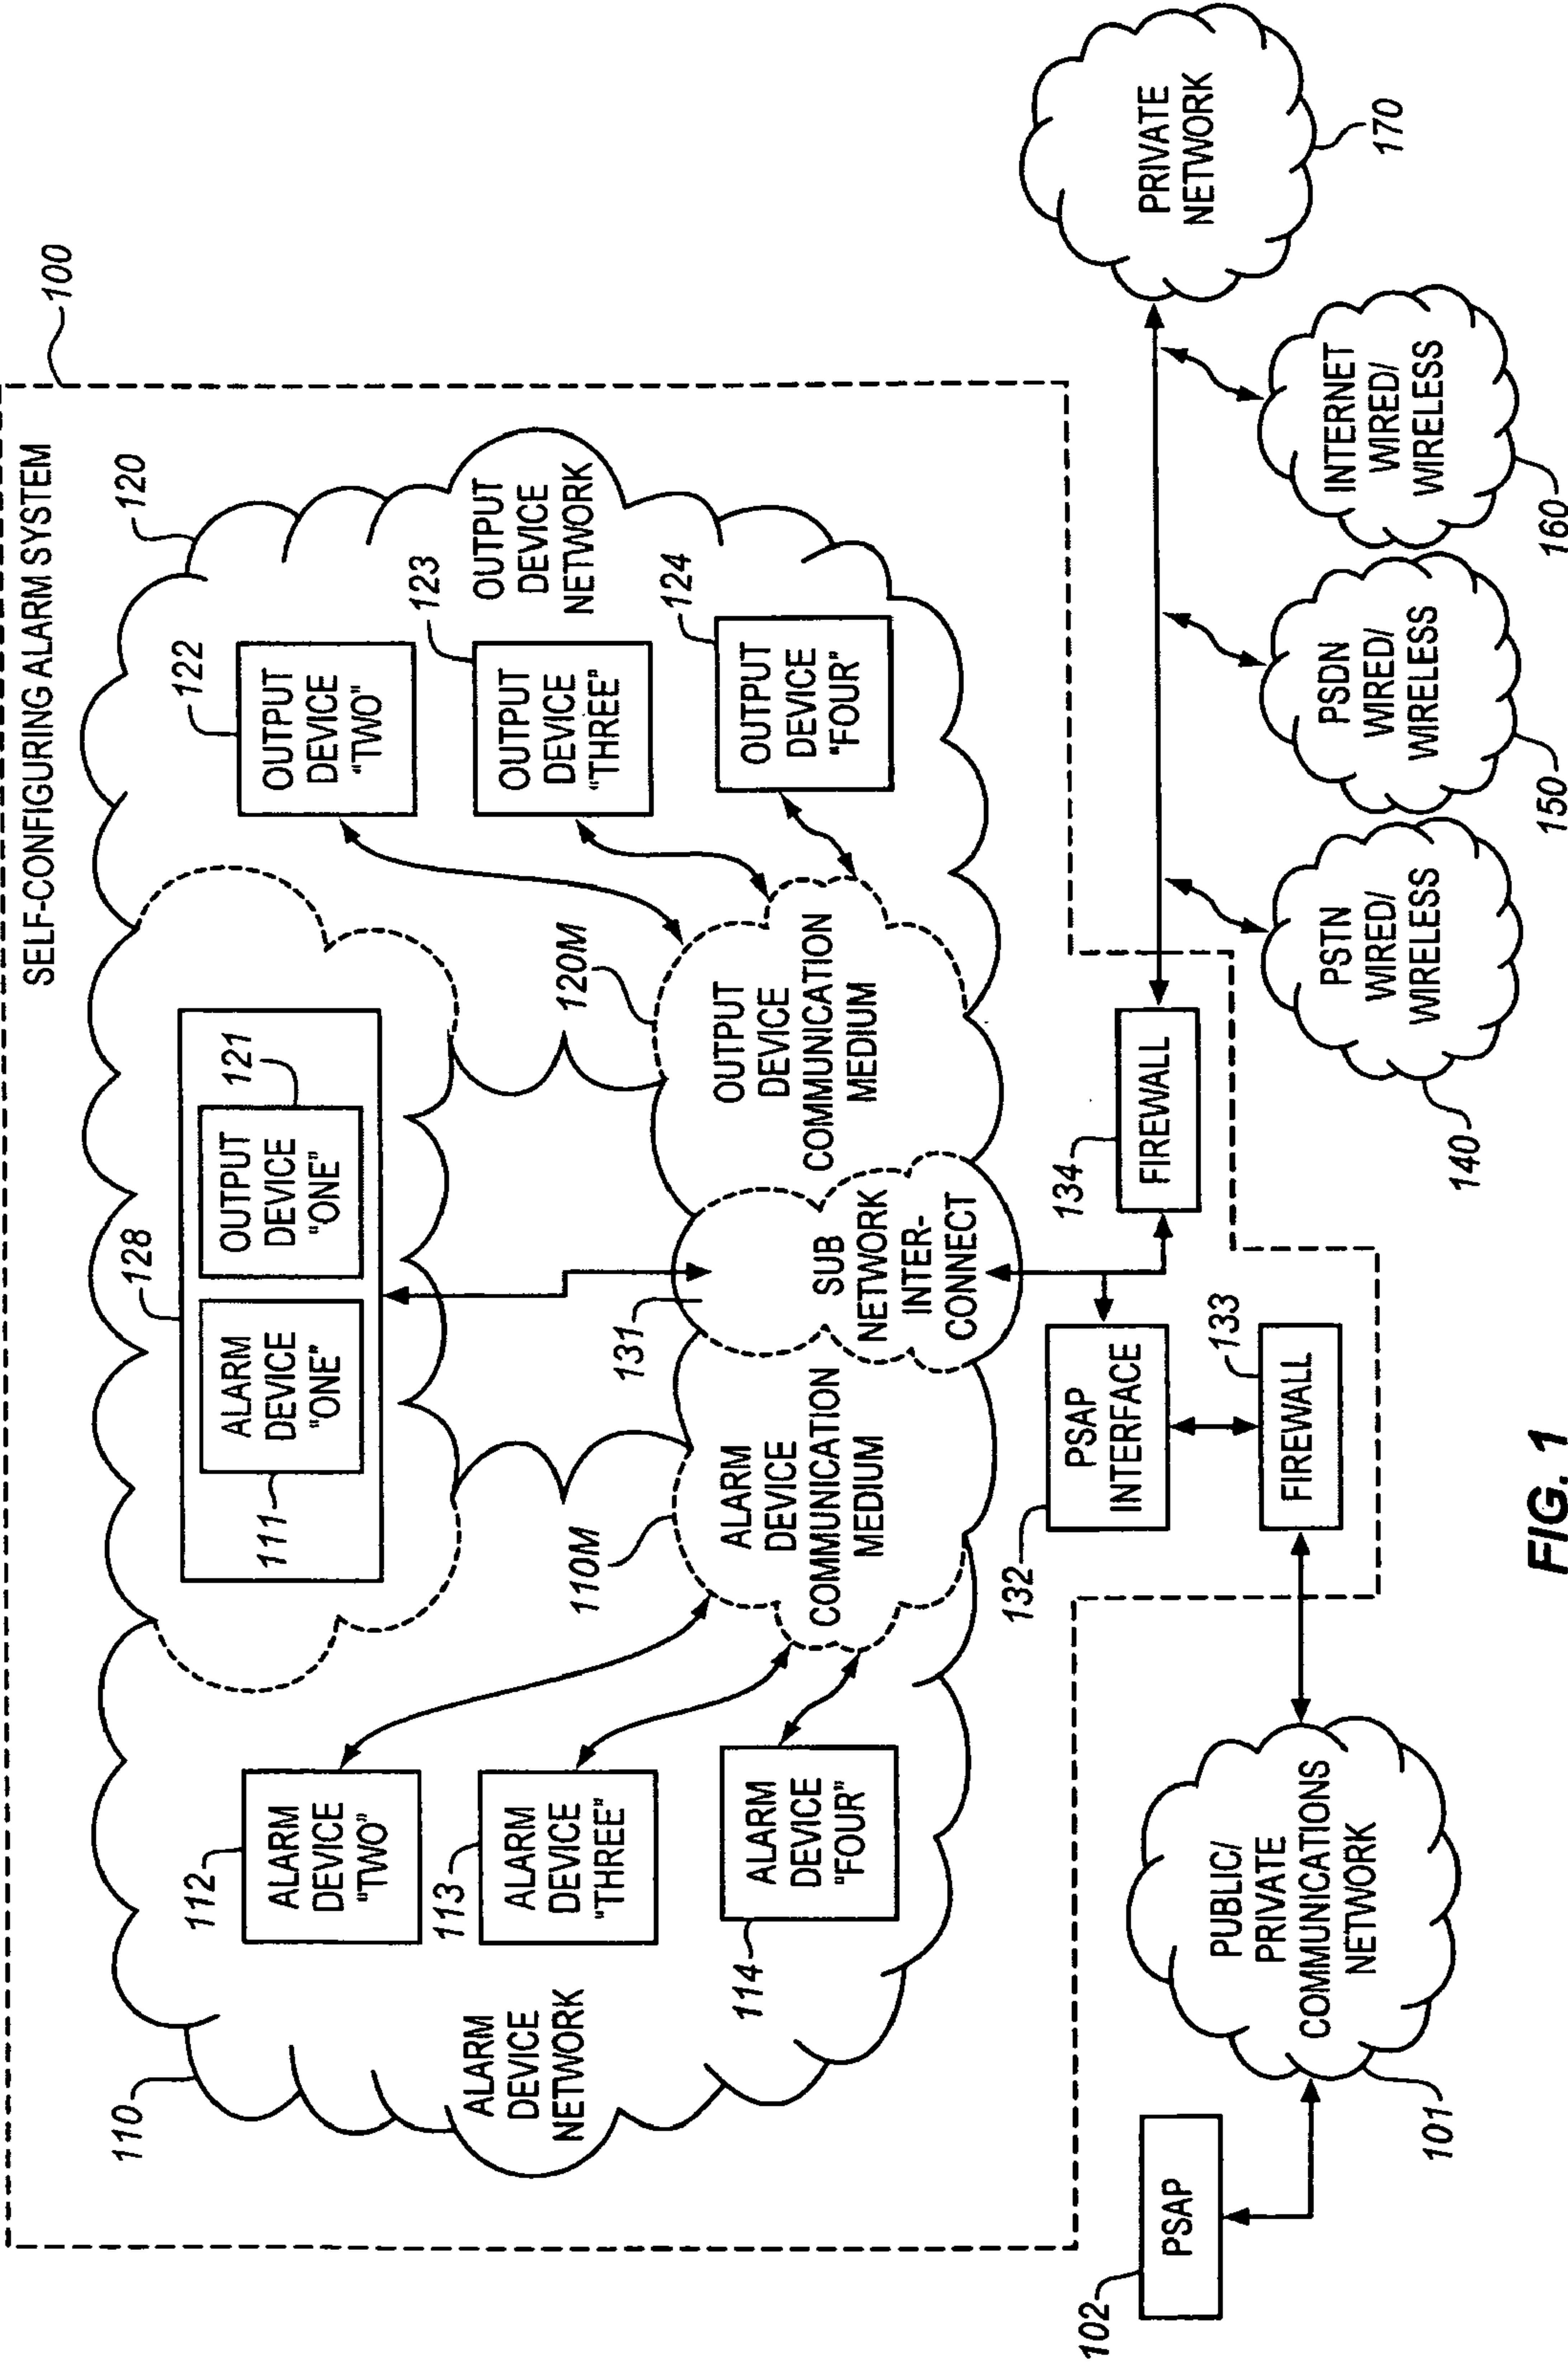 SELF-CONFIGURING ALARM SYSTEM
100
110
ALARM
DEVICE
NETWORK
112
ALARM
DEVICE
"TWO"
113
ALARM
DEVICE
"THREE"
114
ALARM
DEVICE
"FOUR"
128
111
ALARM
DEVICE
"ONE"
121
OUTPUT
DEVICE
"ONE"
120
OUTPUT
DEVICE
NETWORK
122
OUTPUT
DEVICE
"TWO"
123
OUTPUT
DEVICE
"THREE"
124
OUTPUT
DEVICE
"FOUR"
110M
ALARM
DEVICE
COMMUNICATION
MEDIUM
131
SUB
NETWORK
INTER-
CONNECT
120M
OUTPUT
DEVICE
COMMUNICATION
MEDIUM
132
PSAP
INTERFACE
133
FIREWALL
134
FIREWALL
102
PSAP
PUBLIC/
PRIVATE
COMMUNICATIONS
NETWORK
101
PSTN
WIRED/
WIRELESS
140
PSDN
WIRED/
WIRELESS
150
INTERNET
WIRED/
WIRELESS
160
PRIVATE
NETWORK
170
FIG. 1